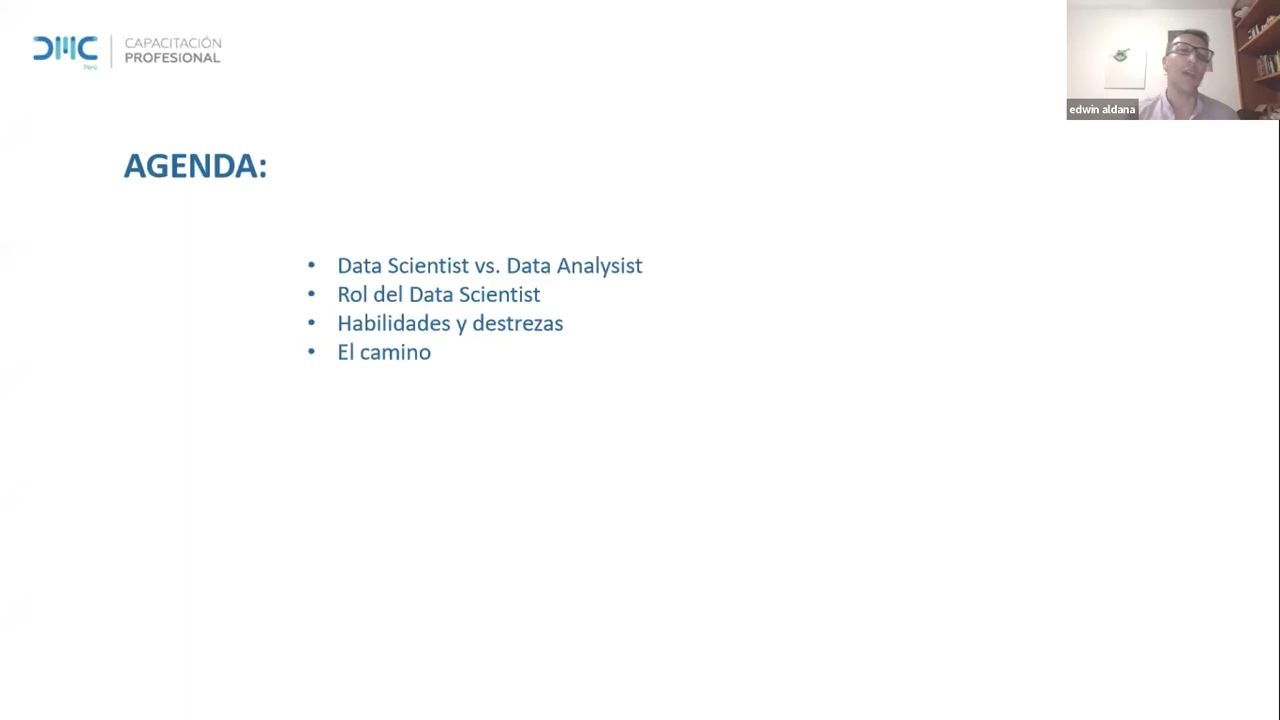 DMC
Perú
CAPACITACIÓN
PROFESIONAL
edwin aldana
AGENDA:
• Data Scientist vs. Data Analysist
• Rol del Data Scientist
• Habilidades y destrezas
• El camino